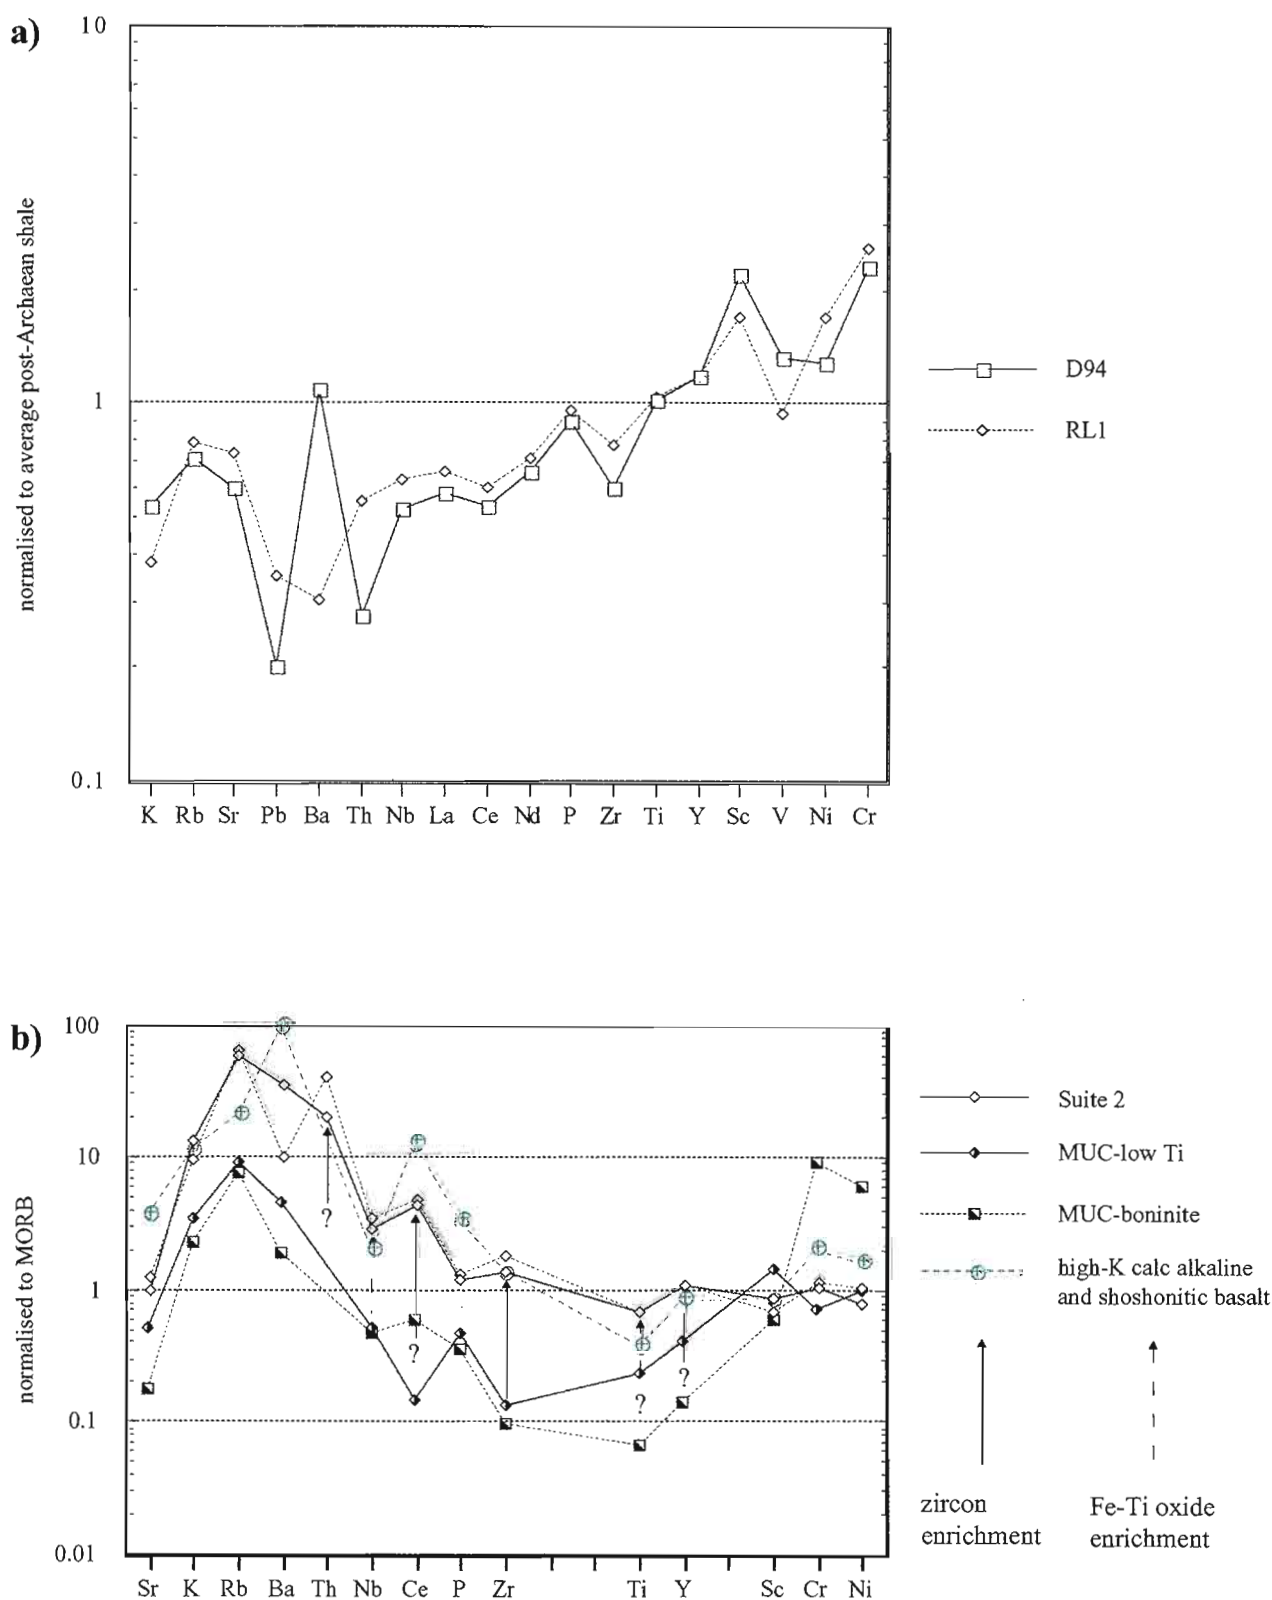 a)
10
1
0.1
normalised to average post-Archaean shale
K Rb Sr Pb Ba Th Nb La Ce Nd P Zr Ti Y Sc V Ni Cr
D94
RL1
b)
100
10
1
0.1
0.01
normalised to MORB
?
?
?
?
Sr K Rb Ba Th Nb Ce P Zr Ti Y Sc Cr Ni
Suite 2
MUC-low Ti
MUC-boninite
high-K calc alkaline
and shoshonitic basalt
zircon
enrichment
Fe-Ti oxide
enrichment